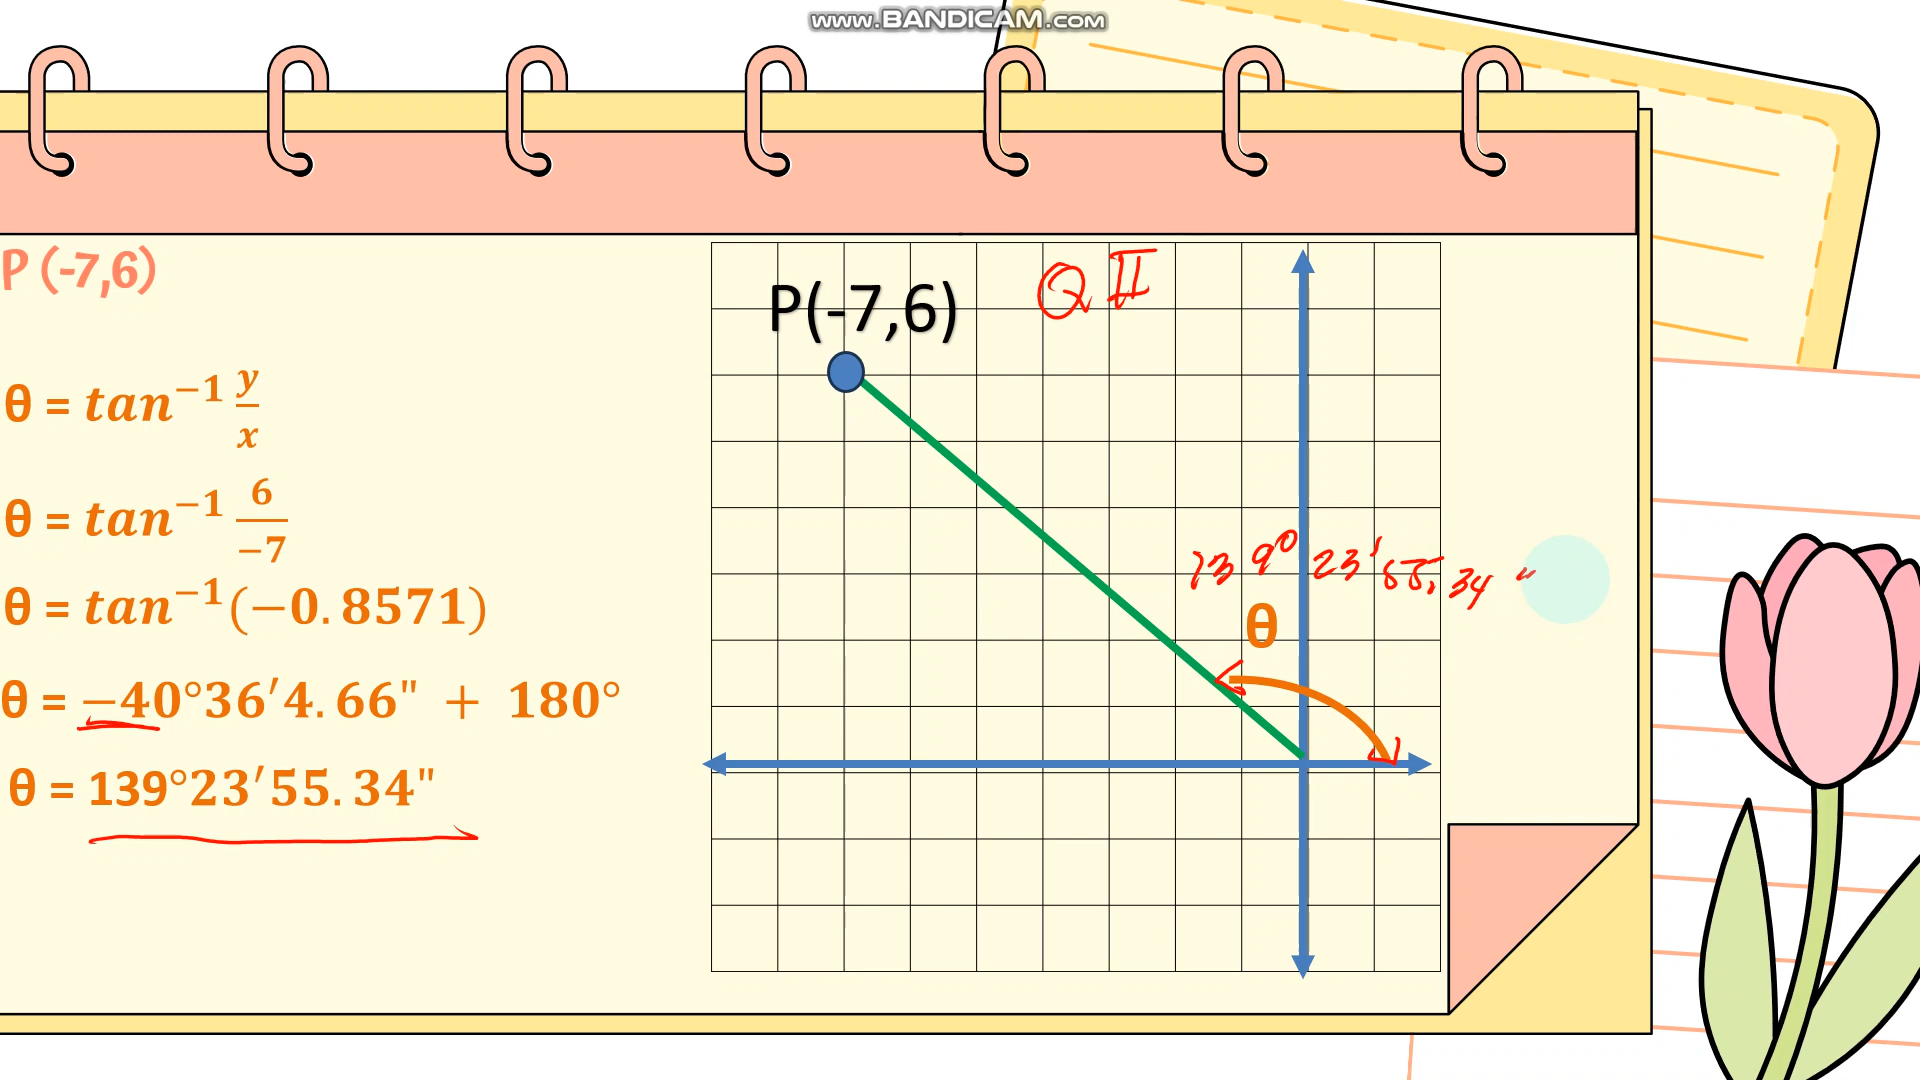 www.BANDICAM.com
P (-7,6)
Q II
P(-7,6)
θ = tan⁻¹ y/x
θ = tan⁻¹ 6/-7
θ = tan⁻¹(−0.8571)
139° 23' 55.34"
θ
θ = −40°36′4.66" + 180°
θ = 139°23′55.34"